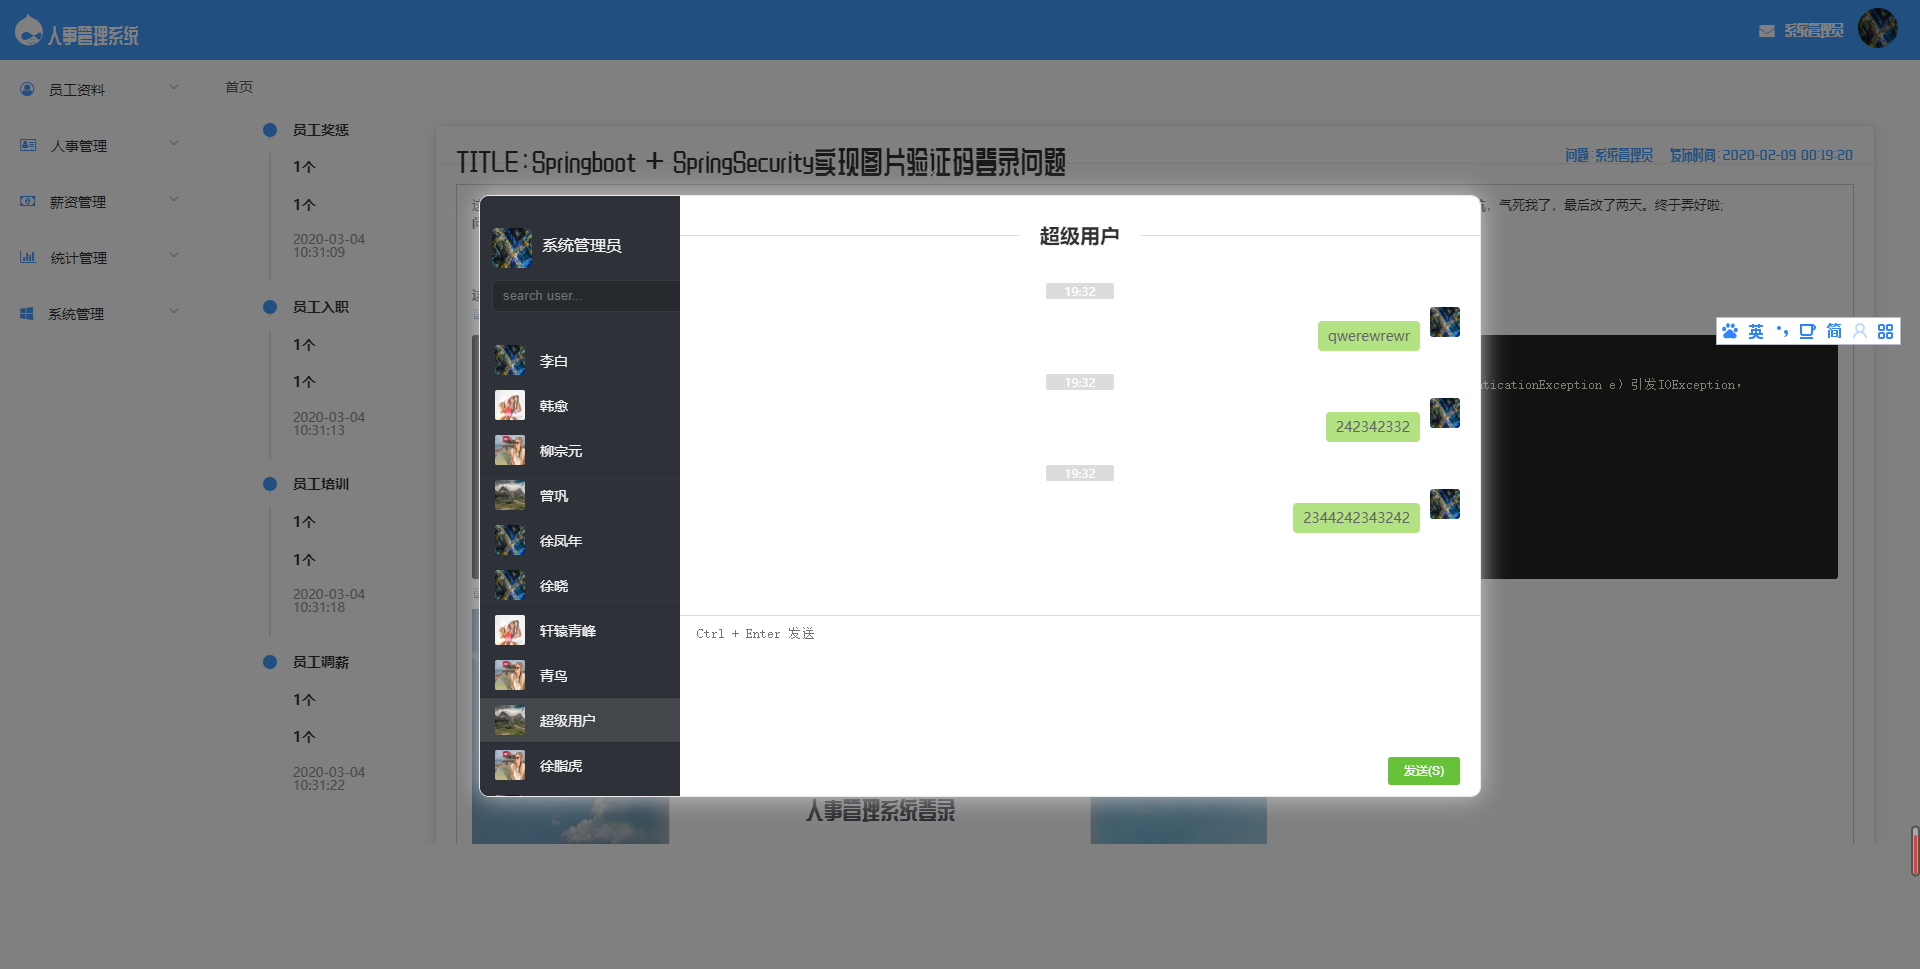 人事管理系统
系统管理员
员工资料
人事管理
薪资管理
统计管理
系统管理
首页
员工奖惩
1个
1个
2020-03-04
10:31:09
员工入职
1个
1个
2020-03-04
10:31:13
员工培训
1个
1个
2020-03-04
10:31:18
员工调薪
1个
1个
2020-03-04
10:31:22
TITLE:Springboot + SpringSecurity实现图片验证码登录问题
问题:系统管理员 发布时间:2020-02-09 00:19:20
，气死我了，最后改了两天。终于弄好啦;
nticationException e) 引发IOException，
人事管理系统登录
系统管理员
search user...
李白
韩愈
柳宗元
曾巩
徐凤年
徐晓
轩辕青峰
青鸟
超级用户
徐脂虎
超级用户
19:32
qwerewrewr
19:32
242342332
19:32
2344242343242
Ctrl + Enter 发送
发送(S)
英 简